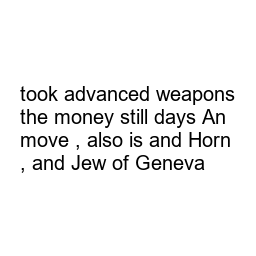 took advanced weapons
the money still days An
move , also is and Horn
, and Jew of Geneva